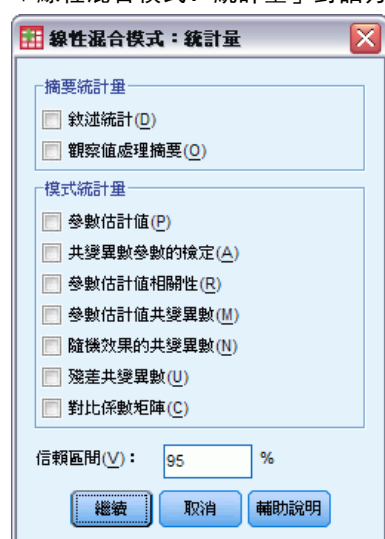 線性混合模式：統計量
摘要統計量
敘述統計(D)
觀察值處理摘要(O)
模式統計量
參數估計值(P)
共變異數參數的檢定(A)
參數估計值相關性(R)
參數估計值共變異數(M)
隨機效果的共變異數(N)
殘差共變異數(U)
對比係數矩陣(C)
信賴區間(V)： 95 %
繼續 取消 輔助說明